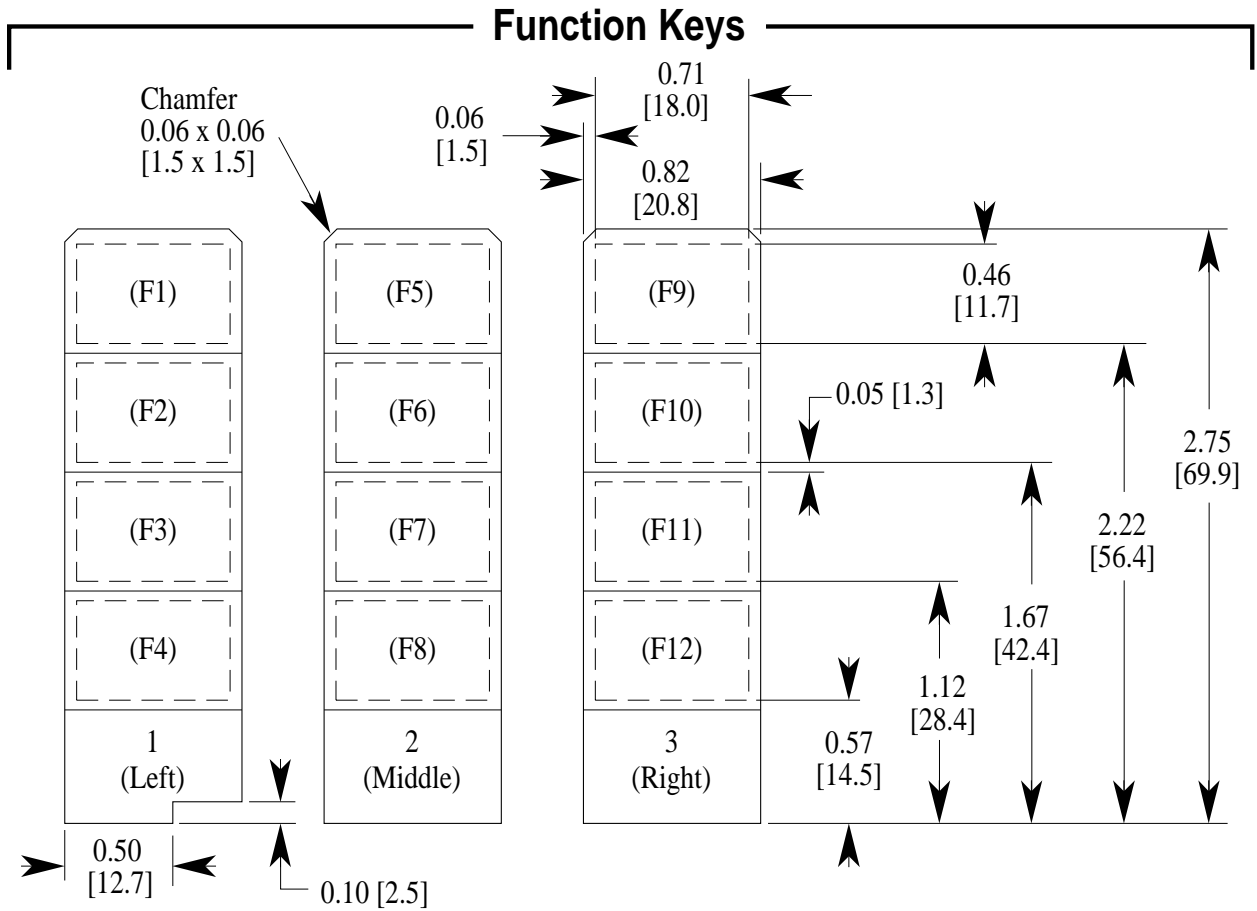 Function Keys
Chamfer
0.06 x 0.06
[1.5 x 1.5]
0.06
[1.5]
0.71
[18.0]
0.82
[20.8]
(F1)
(F5)
(F9)
0.46
[11.7]
(F2)
(F6)
(F10)
0.05 [1.3]
2.75
[69.9]
(F3)
(F7)
(F11)
2.22
[56.4]
(F4)
(F8)
(F12)
1.67
[42.4]
1.12
[28.4]
1
(Left)
2
(Middle)
3
(Right)
0.57
[14.5]
0.50
[12.7]
0.10 [2.5]